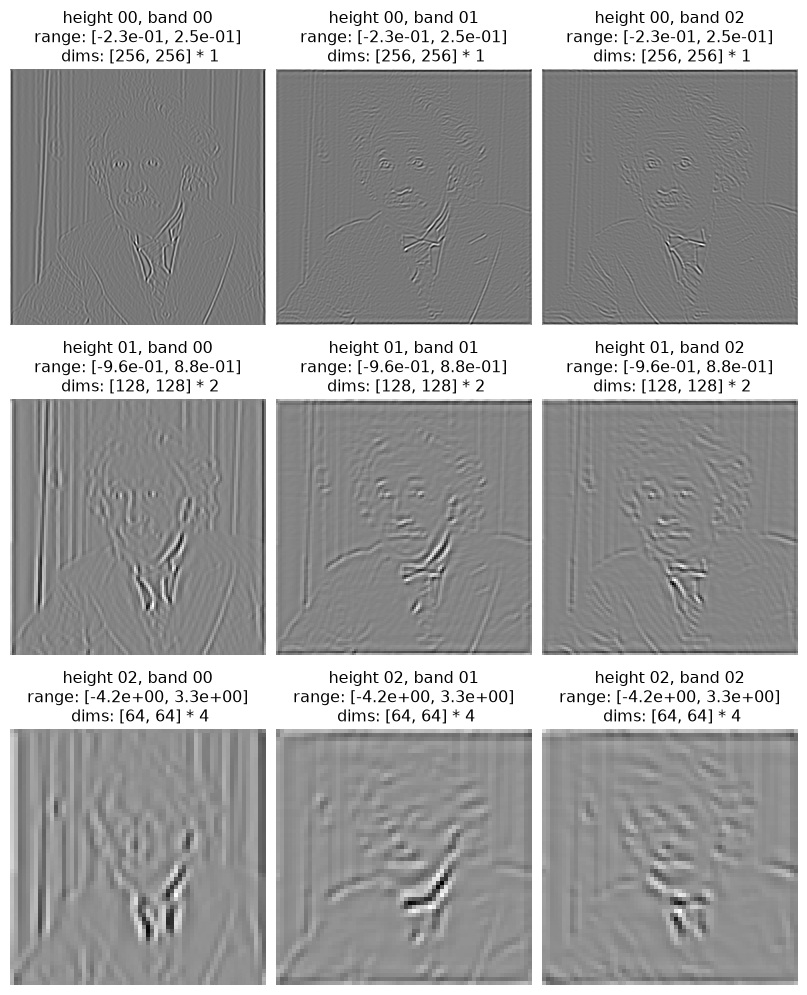 height 00, band 00
range: [-2.3e-01, 2.5e-01]
dims: [256, 256] * 1
height 00, band 01
range: [-2.3e-01, 2.5e-01]
dims: [256, 256] * 1
height 00, band 02
range: [-2.3e-01, 2.5e-01]
dims: [256, 256] * 1
height 01, band 00
range: [-9.6e-01, 8.8e-01]
dims: [128, 128] * 2
height 01, band 01
range: [-9.6e-01, 8.8e-01]
dims: [128, 128] * 2
height 01, band 02
range: [-9.6e-01, 8.8e-01]
dims: [128, 128] * 2
height 02, band 00
range: [-4.2e+00, 3.3e+00]
dims: [64, 64] * 4
height 02, band 01
range: [-4.2e+00, 3.3e+00]
dims: [64, 64] * 4
height 02, band 02
range: [-4.2e+00, 3.3e+00]
dims: [64, 64] * 4